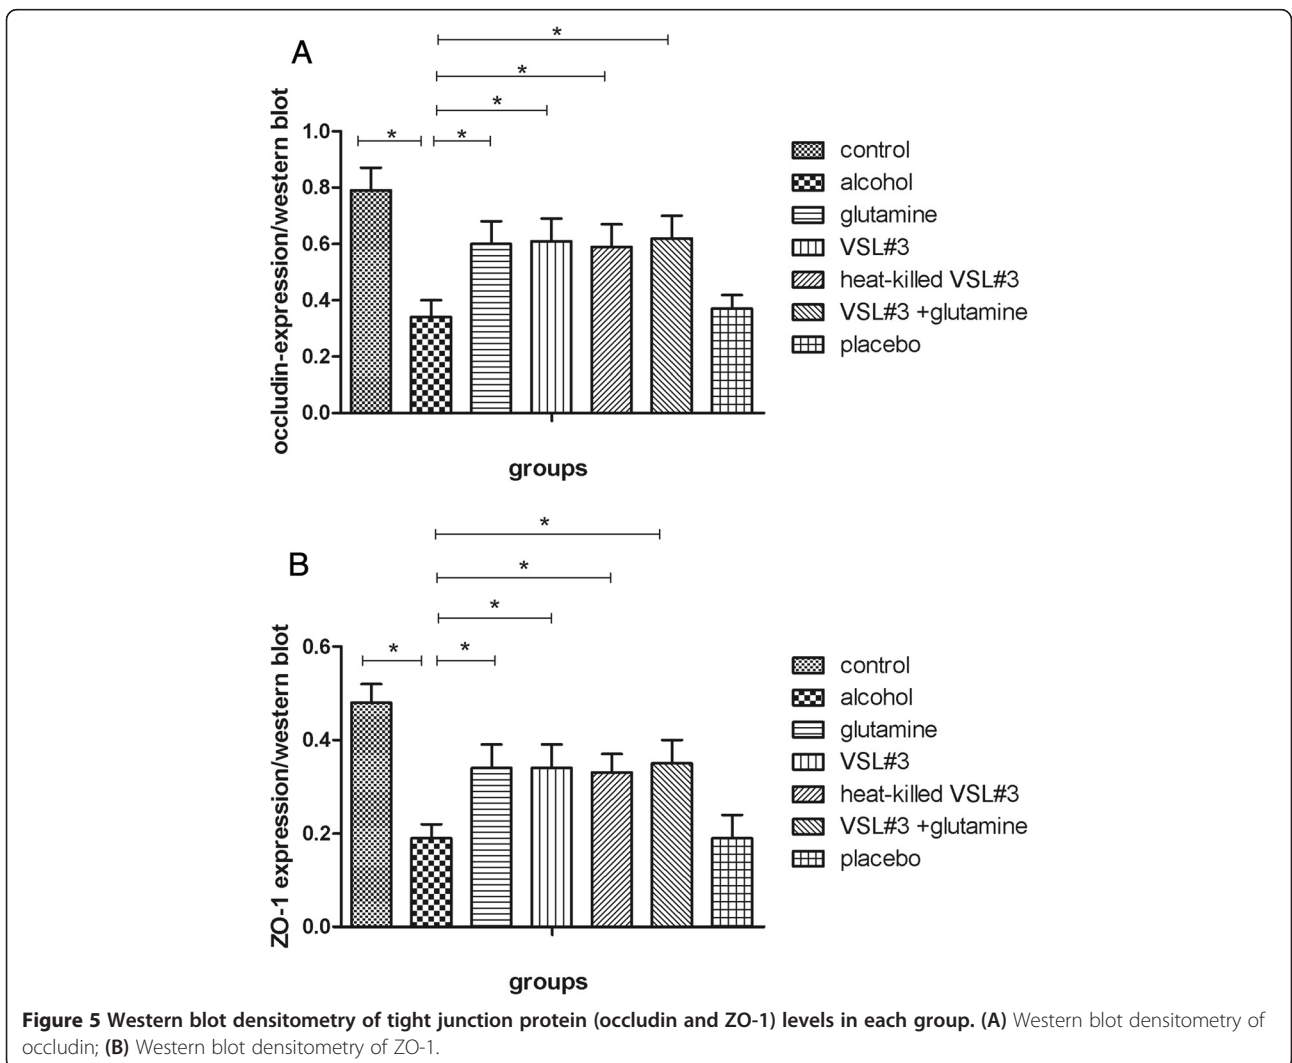 A
* 
*
*
* *
occludin-expression/western blot
1.0
0.8
0.6
0.4
0.2
0.0
groups
control
alcohol
glutamine
VSL#3
heat-killed VSL#3
VSL#3 +glutamine
placebo
B
*
*
*
* *
ZO-1 expression/western blot
0.6
0.4
0.2
0.0
groups
control
alcohol
glutamine
VSL#3
heat-killed VSL#3
VSL#3 +glutamine
placebo
Figure 5 Western blot densitometry of tight junction protein (occludin and ZO-1) levels in each group. (A) Western blot densitometry of
occludin; (B) Western blot densitometry of ZO-1.